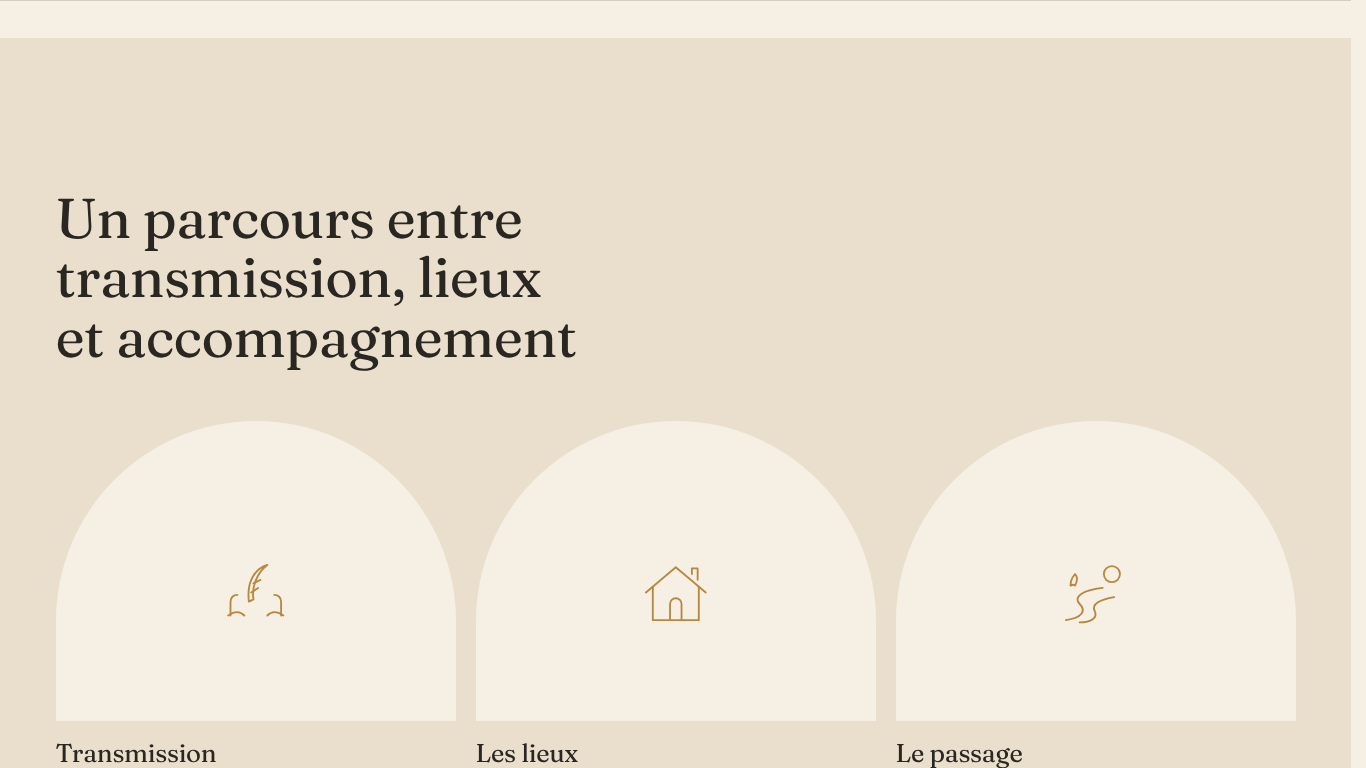 Un parcours entre
transmission, lieux
et accompagnement
Transmission
Les lieux
Le passage